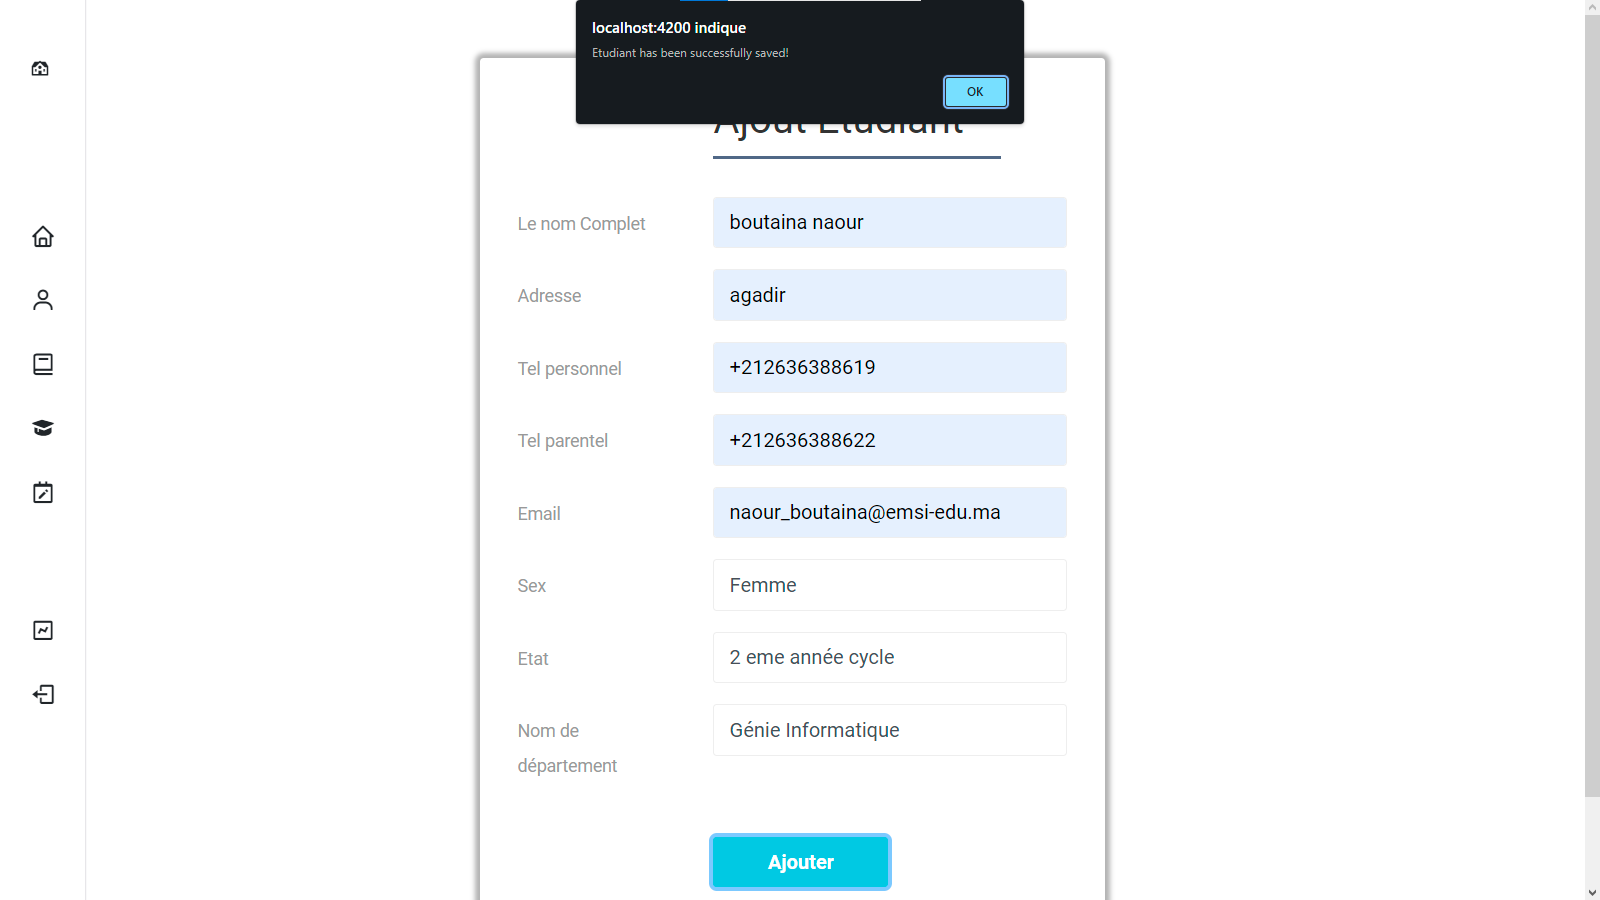 localhost:4200 indique
Etudiant has been successfully saved!
OK
Ajout Etudiant
Le nom Complet
boutaina naour
Adresse
agadir
Tel personnel
+212636388619
Tel parentel
+212636388622
Email
naour_boutaina@emsi-edu.ma
Sex
Femme
Etat
2 eme année cycle
Nom de
département
Génie Informatique
Ajouter